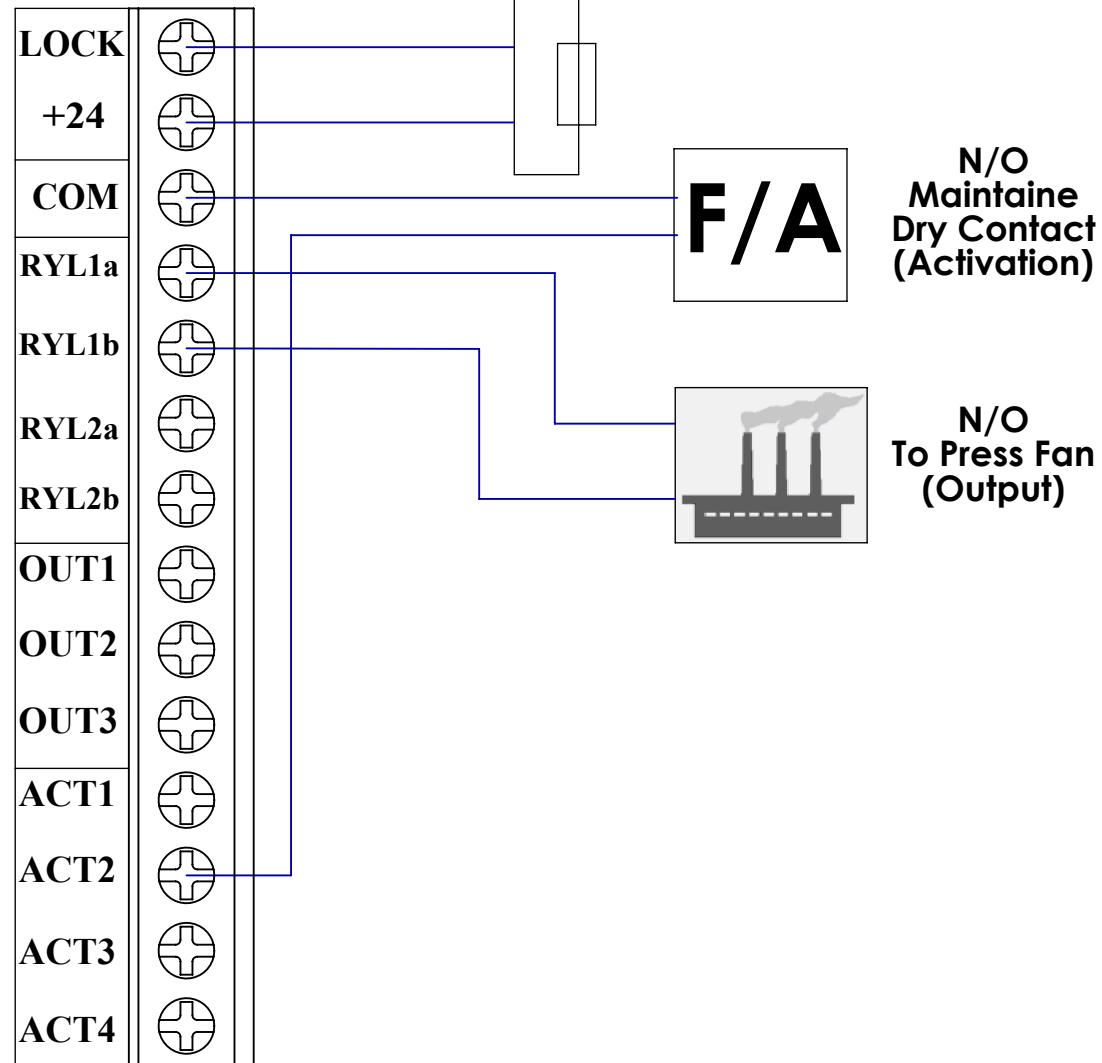 LOCK
+24
COM
RYL1a
RYL1b
RYL2a
RYL2b
OUT1
OUT2
OUT3
ACT1
ACT2
ACT3
ACT4
F/A
N/O
Maintaine
Dry Contact
(Activation)
N/O
To Press Fan
(Output)